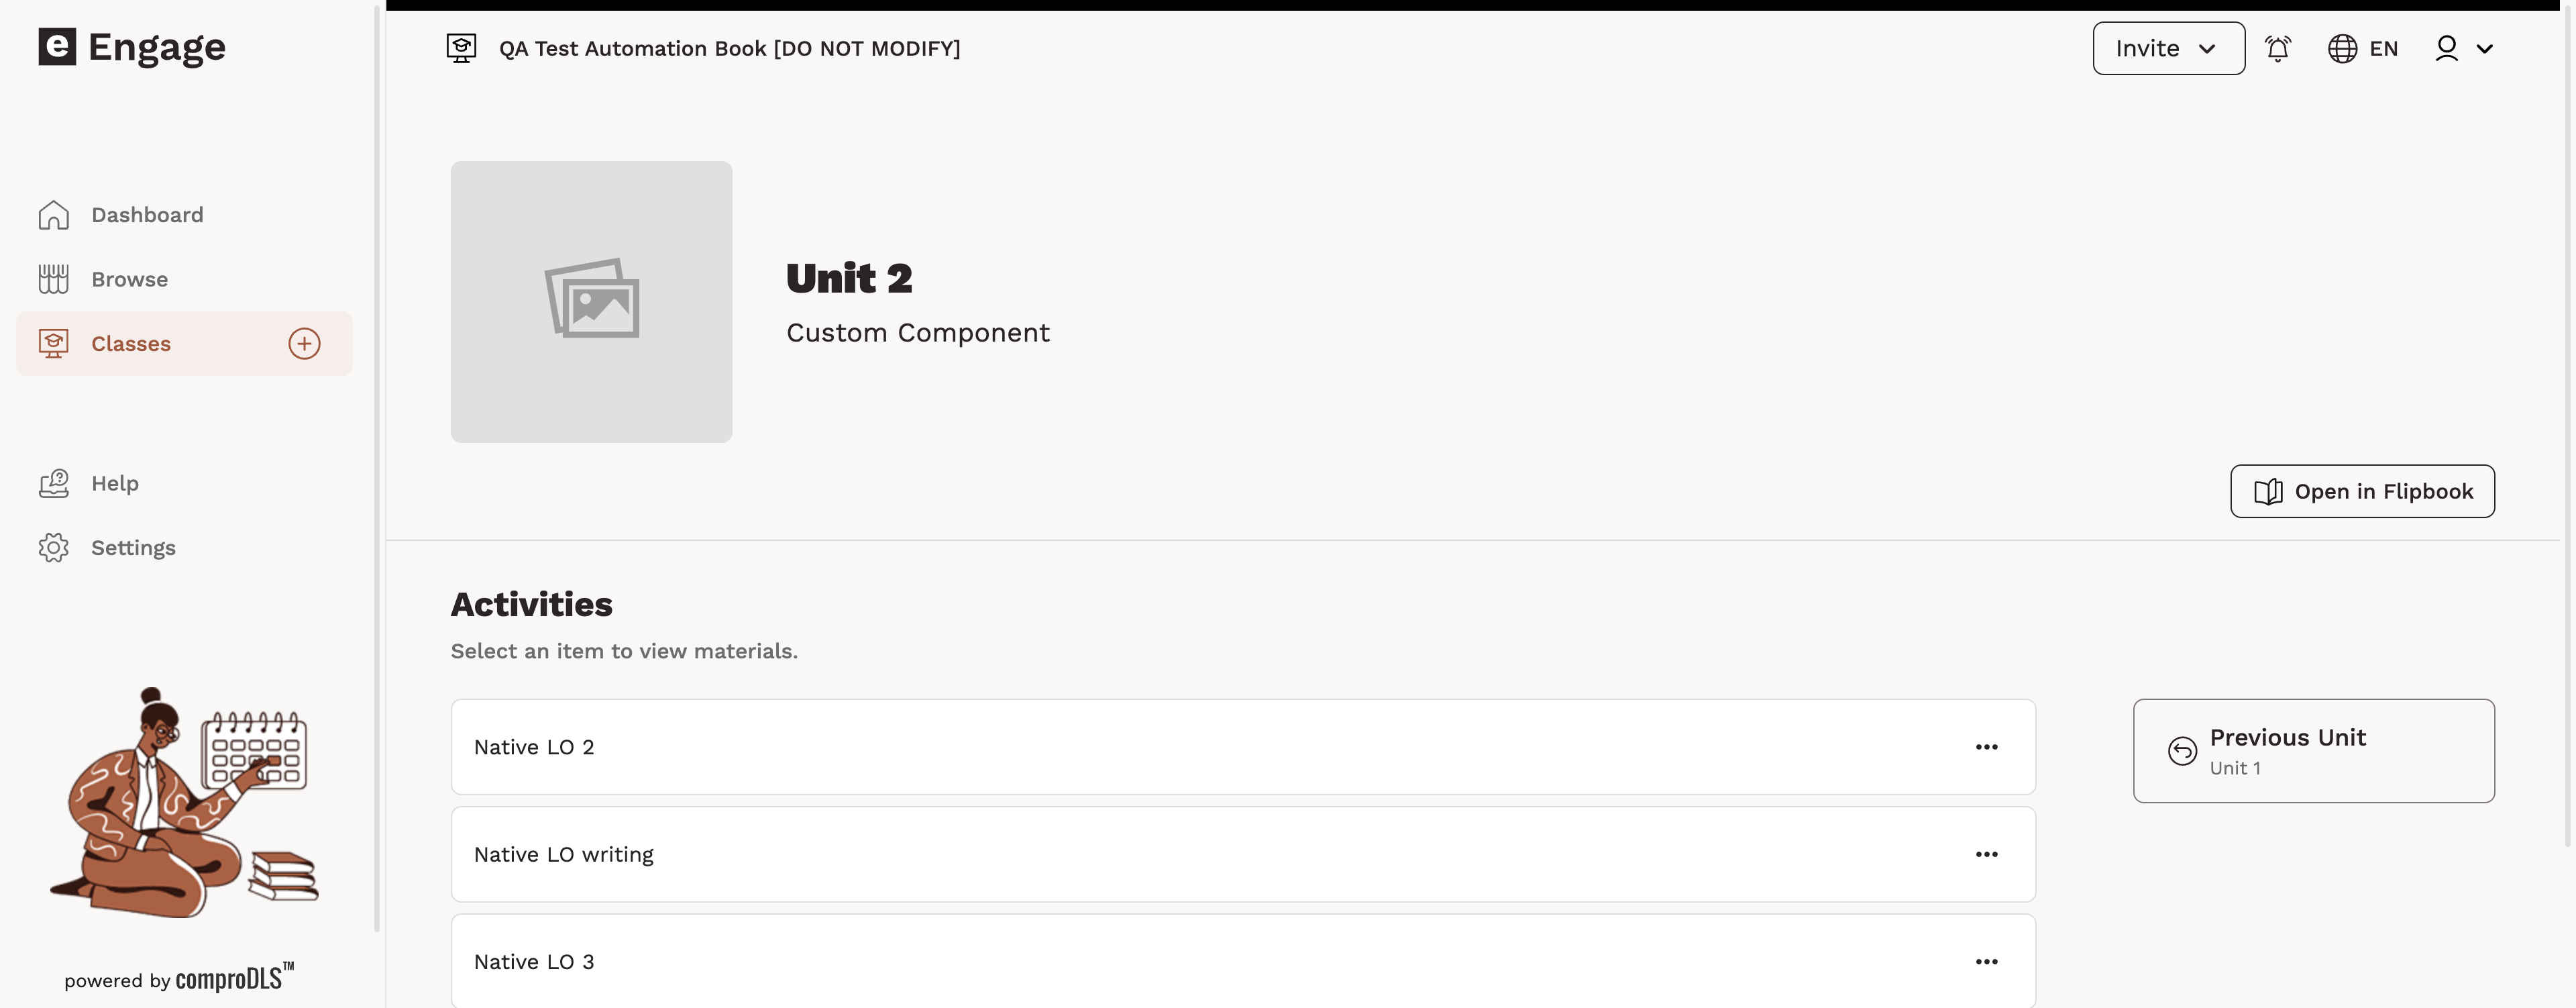 e Engage
QA Test Automation Book [DO NOT MODIFY]
Invite
EN
Dashboard
Browse
Classes
Help
Settings
powered by comproDLS™
Unit 2
Custom Component
Open in Flipbook
Activities
Select an item to view materials.
Native LO 2
Native LO writing
Native LO 3
Previous Unit
Unit 1